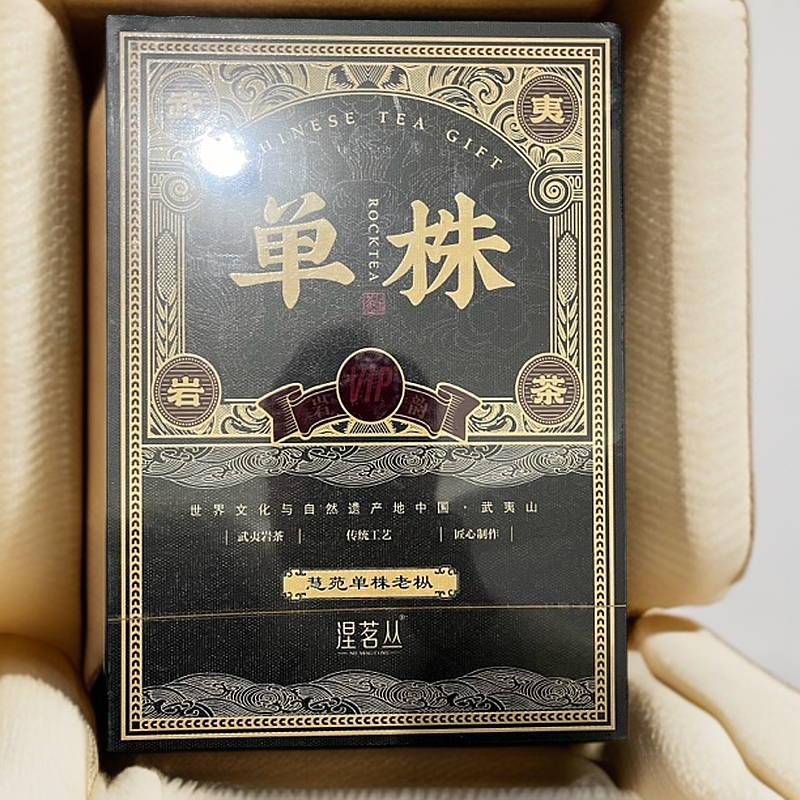 武 夷
CHINESE TEA GIFT
单株
ROCKTEA
VIP
岩 茶
世界文化与自然遗产地中国·武夷山
武夷岩茶 | 传统工艺 | 匠心制作
慧苑单株老枞
涅茗丛®